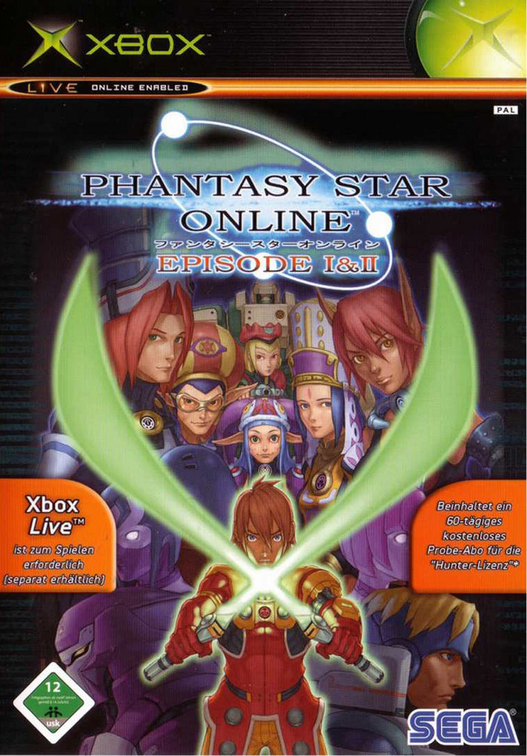 XBOX
LIVE ONLINE ENABLED
PAL
PHANTASY STAR
ONLINE™
ファンタシースターオンライン
EPISODE I&II
Xbox
Live™
ist zum Spielen
erforderlich
(separat erhältlich)
Beinhaltet ein
60-tägiges
kostenloses
Probe-Abo für die
"Hunter-Lizenz"*
12
usk
SEGA®